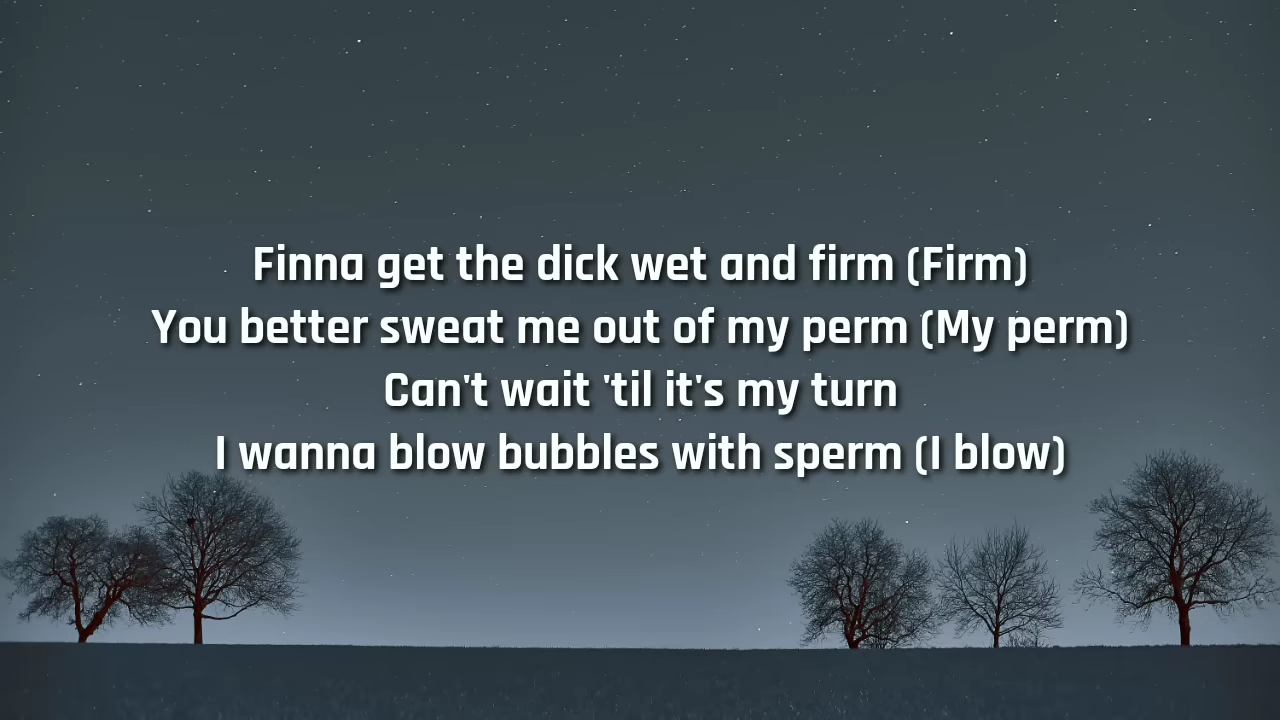 Finna get the dick wet and firm (Firm)
You better sweat me out of my perm (My perm)
Can't wait 'til it's my turn
I wanna blow bubbles with sperm (I blow)